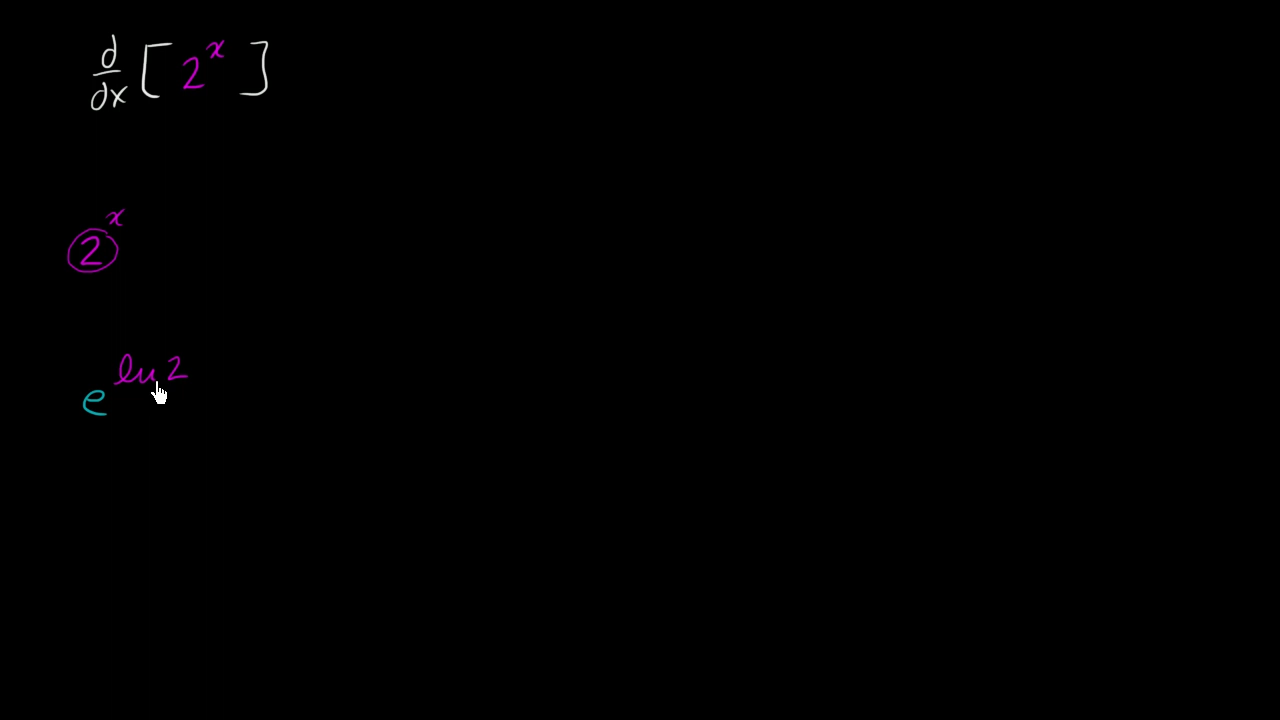 d/dx [ 2^x ]
2^x
e^ln 2